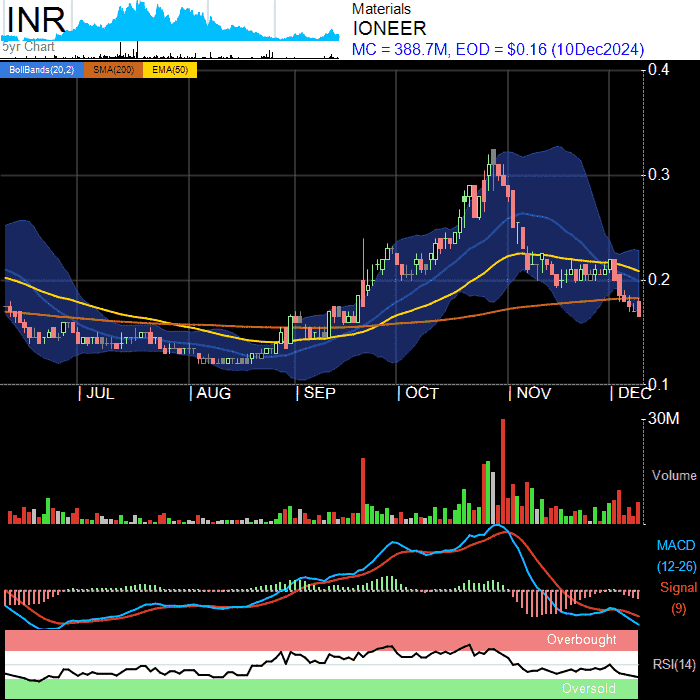 INR
5yr Chart
Materials
IONEER
MC = 388.7M, EOD = $0.16 (10Dec2024)
BollBands(20,2) SMA(200) EMA(50)
0.4
0.3
0.2
0.1
JUL AUG SEP OCT NOV DEC
30M
Volume
MACD
(12-26)
Signal
(9)
Overbought
RSI(14)
Oversold